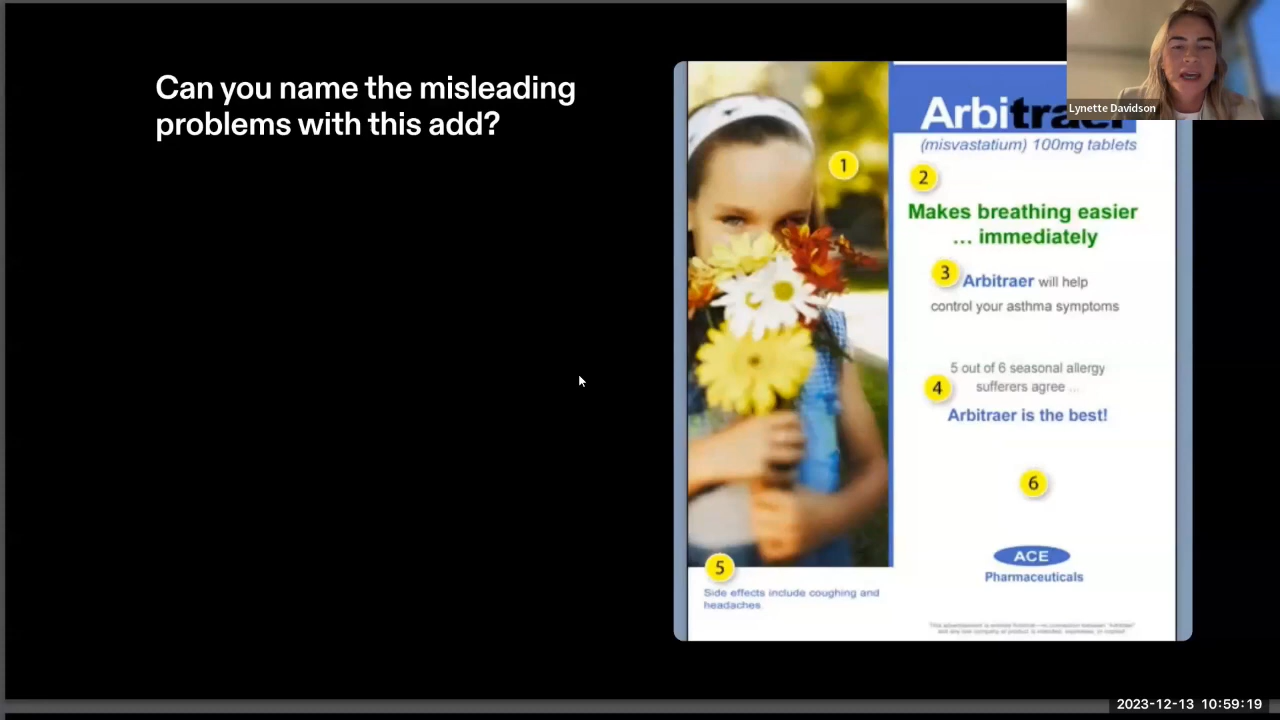 Can you name the misleading
problems with this add?
Lynette Davidson
Arbitraer
(misvastatium) 100mg tablets
1
2
Makes breathing easier
... immediately
3
Arbitraer will help
control your asthma symptoms
5 out of 6 seasonal allergy
4
sufferers agree ...
Arbitraer is the best!
6
ACE
Pharmaceuticals
5
Side effects include coughing and
headaches
2023-12-13 10:59:19